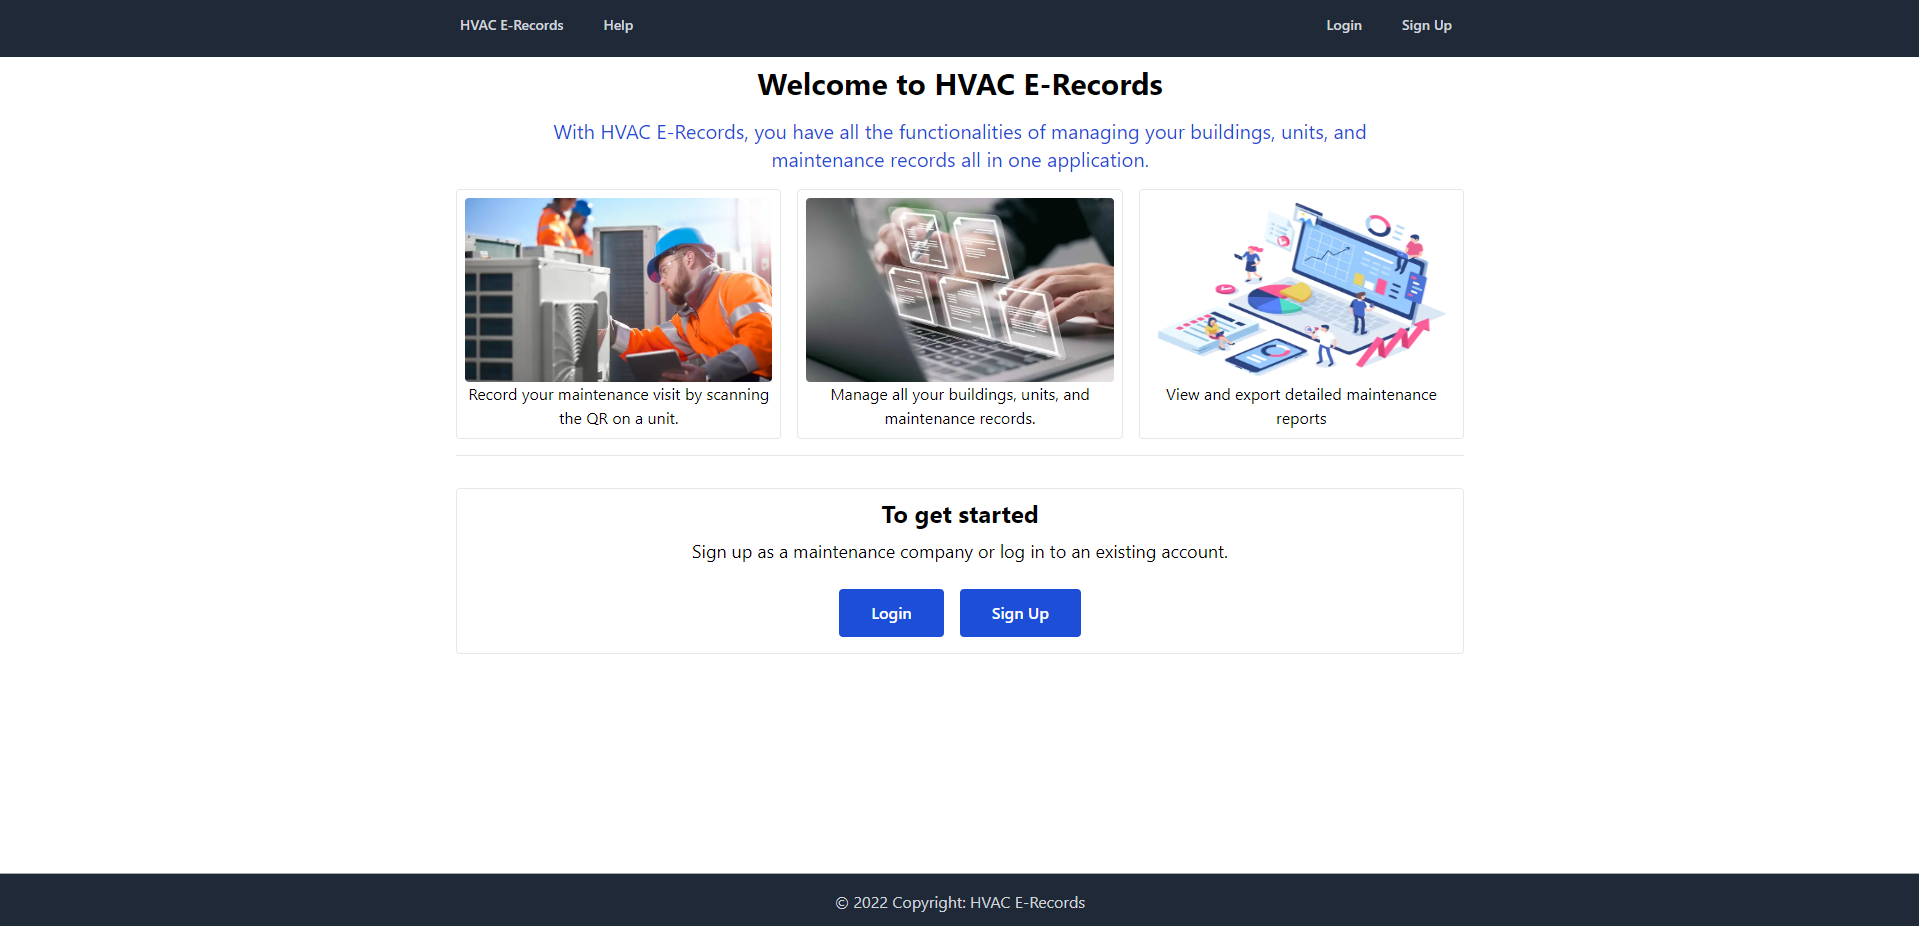 HVAC E-Records Help Login Sign Up
Welcome to HVAC E-Records
With HVAC E-Records, you have all the functionalities of managing your buildings, units, and
maintenance records all in one application.
Record your maintenance visit by scanning
the QR on a unit.
Manage all your buildings, units, and
maintenance records.
View and export detailed maintenance
reports
To get started
Sign up as a maintenance company or log in to an existing account.
Login Sign Up
© 2022 Copyright: HVAC E-Records